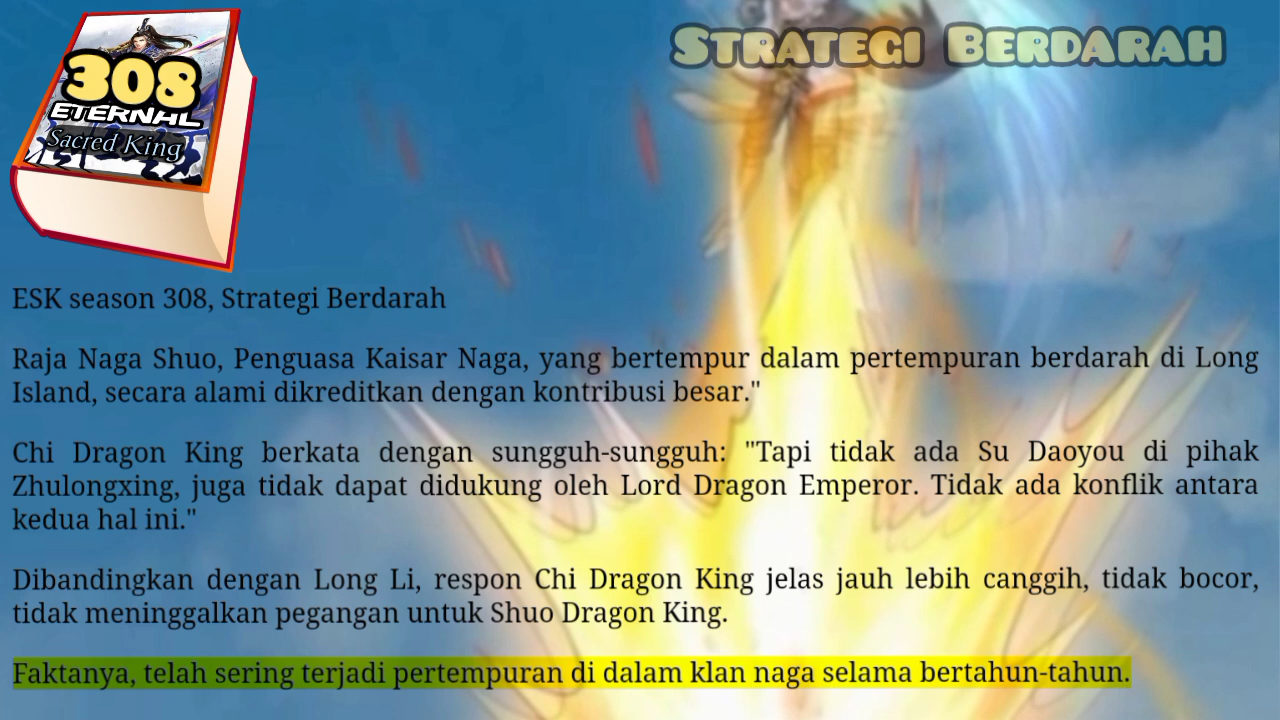 Strategi Berdarah
308
ETERNAL
Sacred King
ESK season 308, Strategi Berdarah
Raja Naga Shuo, Penguasa Kaisar Naga, yang bertempur dalam pertempuran berdarah di Long
Island, secara alami dikreditkan dengan kontribusi besar."
Chi Dragon King berkata dengan sungguh-sungguh: "Tapi tidak ada Su Daoyou di pihak
Zhulongxing, juga tidak dapat didukung oleh Lord Dragon Emperor. Tidak ada konflik antara
kedua hal ini."
Dibandingkan dengan Long Li, respon Chi Dragon King jelas jauh lebih canggih, tidak bocor,
tidak meninggalkan pegangan untuk Shuo Dragon King.
Faktanya, telah sering terjadi pertempuran di dalam klan naga selama bertahun-tahun.